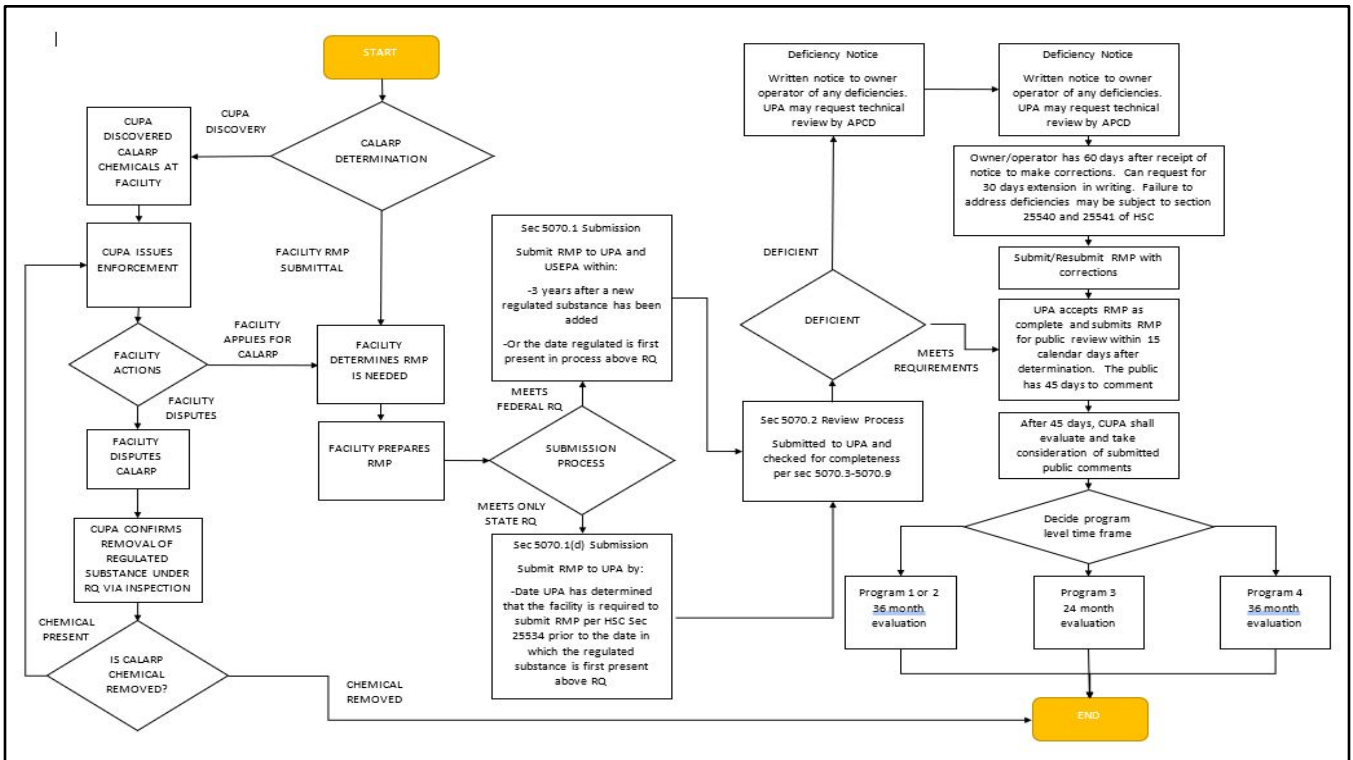 START
CALARP
DETERMINATION
CUPA
DISCOVERY
CUPA
DISCOVERED
CALARP
CHEMICALS AT
FACILITY
CUPA ISSUES
ENFORCEMENT
FACILITY
ACTIONS
FACILITY
APPLIES FOR
CALARP
FACILITY
DISPUTES
FACILITY
DISPUTES
CALARP
CUPA CONFIRMS
REMOVAL OF
REGULATED
SUBSTANCE UNDER
RQ VIA INSPECTION
CHEMICAL
PRESENT
IS CALARP
CHEMICAL
REMOVED?
CHEMICAL
REMOVED
FACILITY RMP
SUBMITTAL
FACILITY
DETERMINES RMP
IS NEEDED
FACILITY PREPARES
RMP
SUBMISSION
PROCESS
MEETS
FEDERAL RQ
Sec 5070.1 Submission
Submit RMP to UPA and
USEPA within:
-3 years after a new
regulated substance has been
added
-Or the date regulated is first
present in process above RQ
MEETS ONLY
STATE RQ
Sec 5070.1(d) Submission
Submit RMP to UPA by:
-Date UPA has determined
that the facility is required to
submit RMP per HSC Sec
25534 prior to the date in
which the regulated
substance is first present
above RQ
Sec 5070.2 Review Process
Submitted to UPA and
checked for completeness
per sec 5070.3-5070.9
DEFICIENT
DEFICIENT
MEETS
REQUIREMENTS
Deficiency Notice
Written notice to owner
operator of any deficiencies.
UPA may request technical
review by APCD
Deficiency Notice
Written notice to owner
operator of any deficiencies.
UPA may request technical
review by APCD
Owner/operator has 60 days after receipt of
notice to make corrections. Can request for
30 days extension in writing. Failure to
address deficiencies may be subject to section
25540 and 25541 of HSC
Submit/Resubmit RMP with
corrections
UPA accepts RMP as
complete and submits RMP
for public review within 15
calendar days after
determination. The public
has 45 days to comment
After 45 days, CUPA shall
evaluate and take
consideration of submitted
public comments
Decide program
level time frame
Program 1 or 2
36 month
evaluation
Program 3
24 month
evaluation
Program 4
36 month
evaluation
END